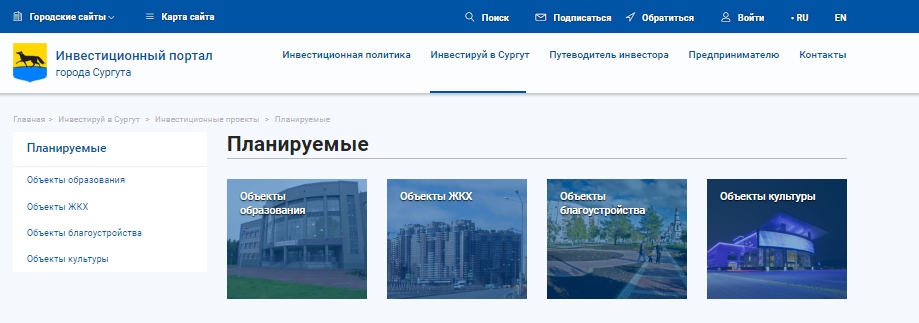 Городские сайты
Карта сайта
Поиск
Подписаться
Обратиться
Войти
• RU
EN
Инвестиционный портал
города Сургута
Инвестиционная политика
Инвестируй в Сургут
Путеводитель инвестора
Предпринимателю
Контакты
Главная > Инвестируй в Сургут > Инвестиционные проекты > Планируемые
Планируемые
Объекты образования
Объекты ЖКХ
Объекты благоустройства
Объекты культуры
Планируемые
Объекты
образования
Объекты ЖКХ
Объекты
благоустройства
Объекты культуры